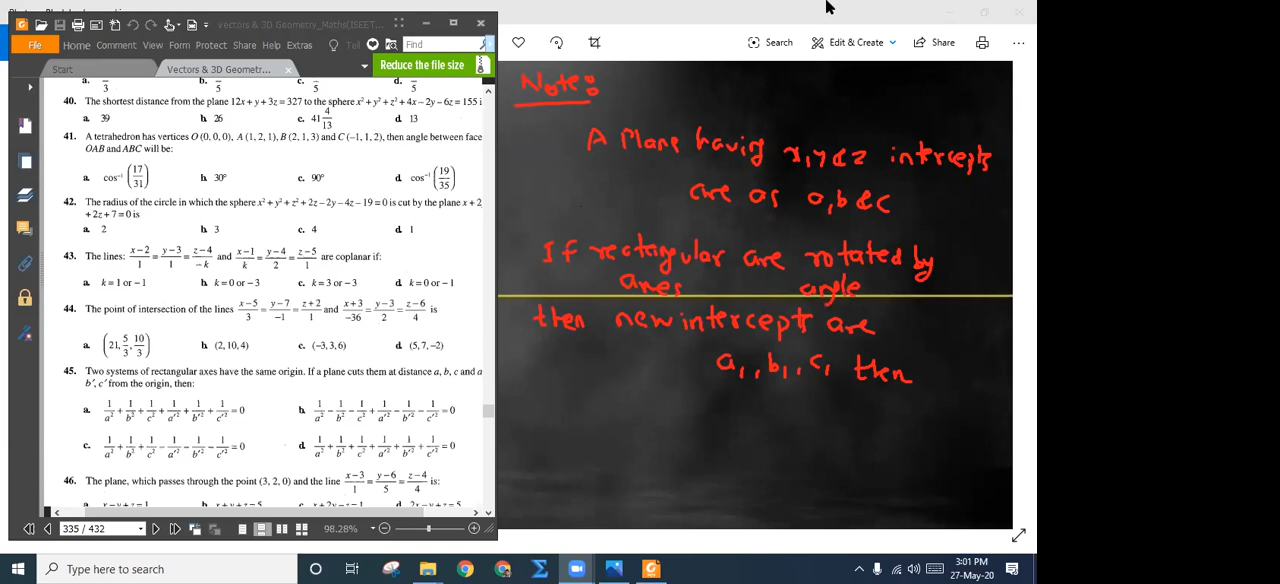 Vectors & 3D Geometry_Maths(ISEET,
File Home Comment View Form Protect Share Help Extras Find
Start Vectors & 3D Geometry_Maths(ISEET... Reduce the file size
a. 3 b. 5 c. 5 d. 5
40. The shortest distance from the plane 12x + y + 3z = 327 to the sphere x² + y² + z² + 4x − 2y − 6z = 155 i
a. 39 b. 26 c. 41 4/13 d. 13
41. A tetrahedron has vertices O (0, 0, 0), A (1, 2, 1), B (2, 1, 3) and C (−1, 1, 2), then angle between face
OAB and ABC will be:
a. cos⁻¹ (17/31) b. 30° c. 90° d. cos⁻¹ (19/35)
42. The radius of the circle in which the sphere x² + y² + z² + 2z − 2y − 4z − 19 = 0 is cut by the plane x + 2
+ 2z + 7 = 0 is
a. 2 b. 3 c. 4 d. 1
43. The lines: (x−2)/1 = (y−3)/1 = (z−4)/−k and (x−1)/k = (y−4)/2 = (z−5)/1 are coplanar if:
a. k = 1 or −1 b. k = 0 or −3 c. k = 3 or −3 d. k = 0 or −1
44. The point of intersection of the lines (x−5)/3 = (y−7)/−1 = (z+2)/1 and (x+3)/−36 = (y−3)/2 = (z−6)/4 is
a. (21, 5/3, 10/3) b. (2, 10, 4) c. (−3, 3, 6) d. (5, 7, −2)
45. Two systems of rectangular axes have the same origin. If a plane cuts them at distance a, b, c and a
b′, c′ from the origin, then:
a. 1/a² + 1/b² + 1/c² + 1/a′² + 1/b′² + 1/c′² = 0 b. 1/a² − 1/b² − 1/c² + 1/a′² − 1/b′² − 1/c′² = 0
c. 1/a² + 1/b² + 1/c² − 1/a′² − 1/b′² − 1/c′² = 0 d. 1/a² + 1/b² + 1/c² + 1/a′² + 1/b′² + 1/c′² = 0
46. The plane, which passes through the point (3, 2, 0) and the line (x−3)/1 = (y−6)/5 = (z−4)/4 is:
a. x − y + z = 1 b. x + y + z = 5 c. x + 2y − z = 1 d. 2x − y + z = 5
335 / 432 98.28%
Search Edit & Create Share
Note:
A Plane having x, y & z intercepts
are as a, b & c
If rectangular are rotated by
axes angle
then new intercept are
a₁, b₁, c₁ then
Type here to search
3:01 PM
27-May-20